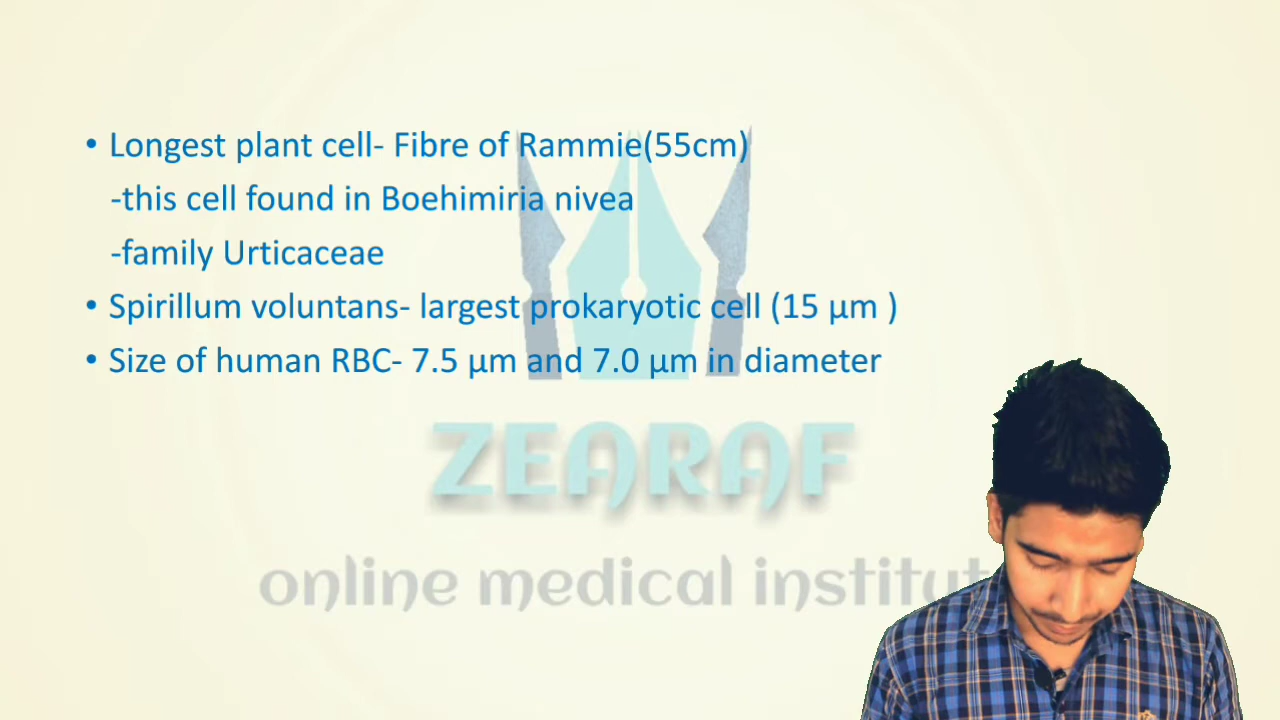 • Longest plant cell- Fibre of Rammie(55cm)
-this cell found in Boehimiria nivea
-family Urticaceae
• Spirillum voluntans- largest prokaryotic cell (15 µm )
• Size of human RBC- 7.5 µm and 7.0 µm in diameter
ZEARAF
online medical institut